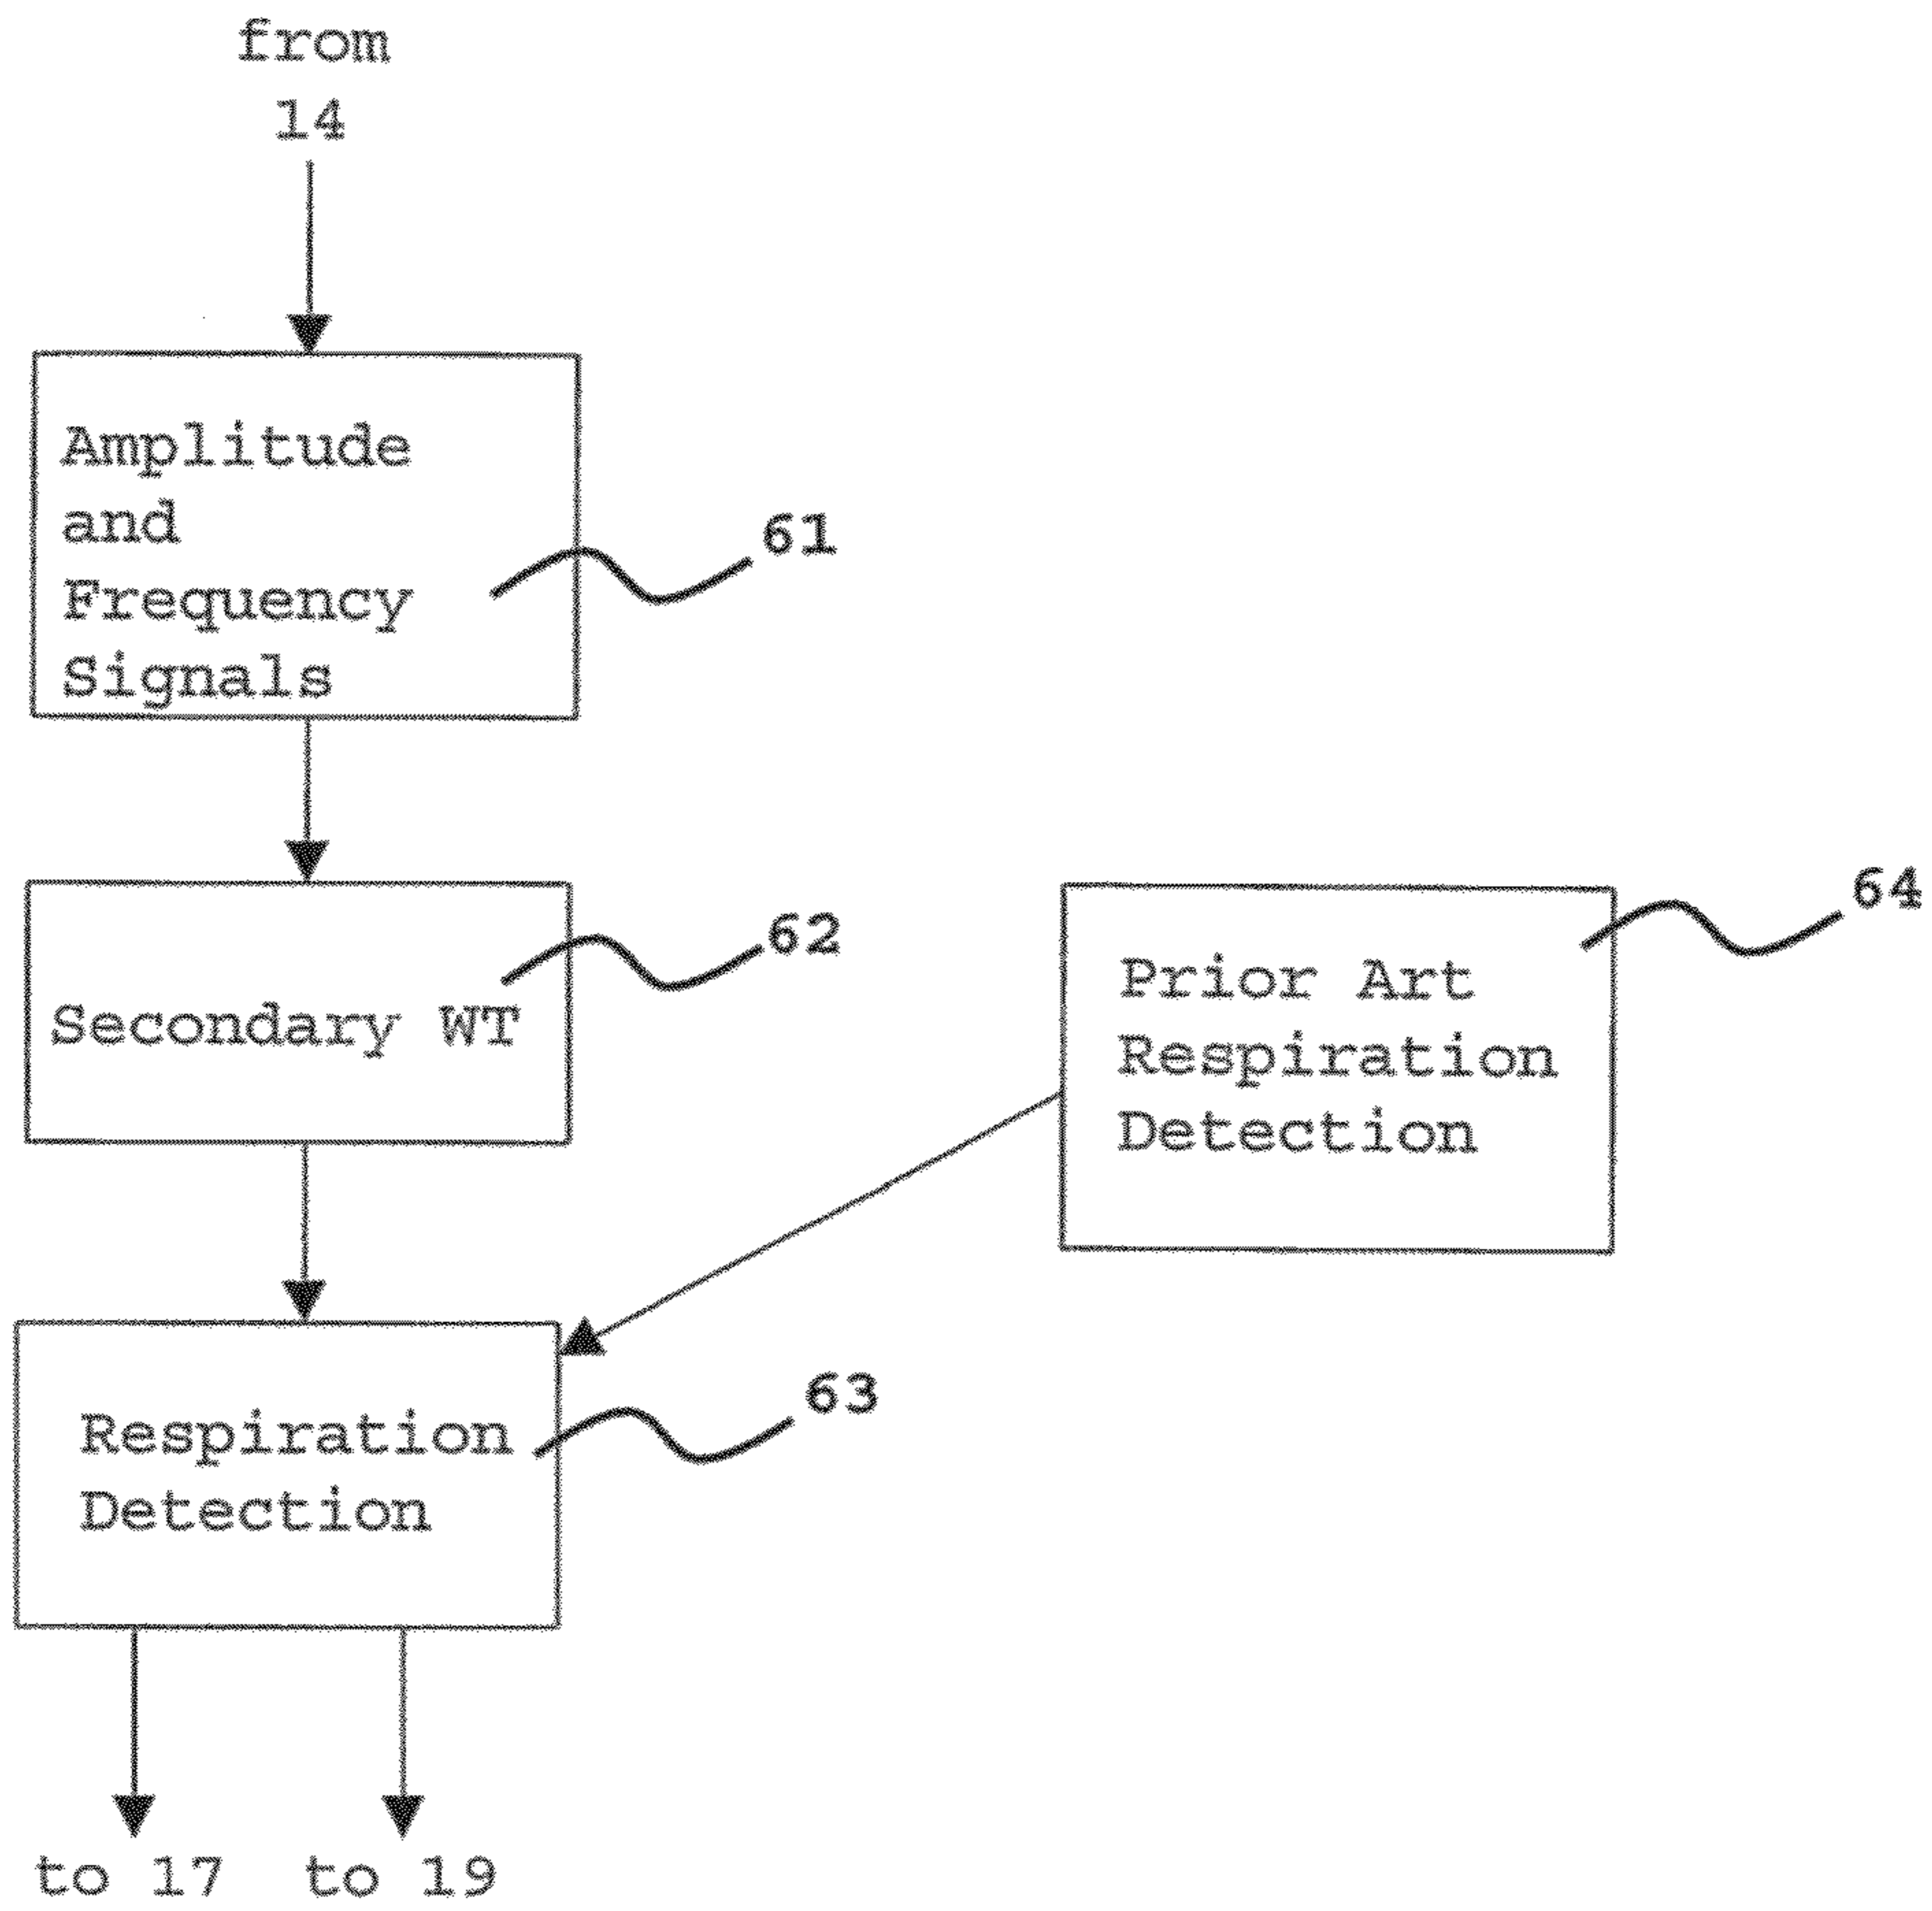 from
14
Amplitude
and
Frequency
Signals
61
Secondary WT
62
Prior Art
Respiration
Detection
64
Respiration
Detection
63
to 17
to 19